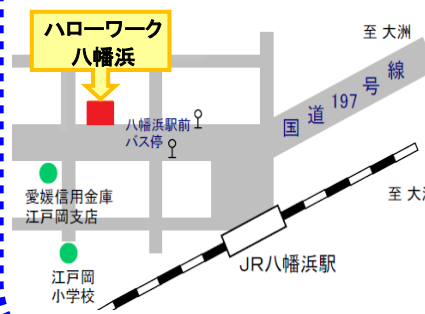 ハローワーク
八幡浜
至 大洲
国道197号線
八幡浜駅前
バス停
愛媛信用金庫
江戸岡支店
至 大
JR八幡浜駅
江戸岡
小学校